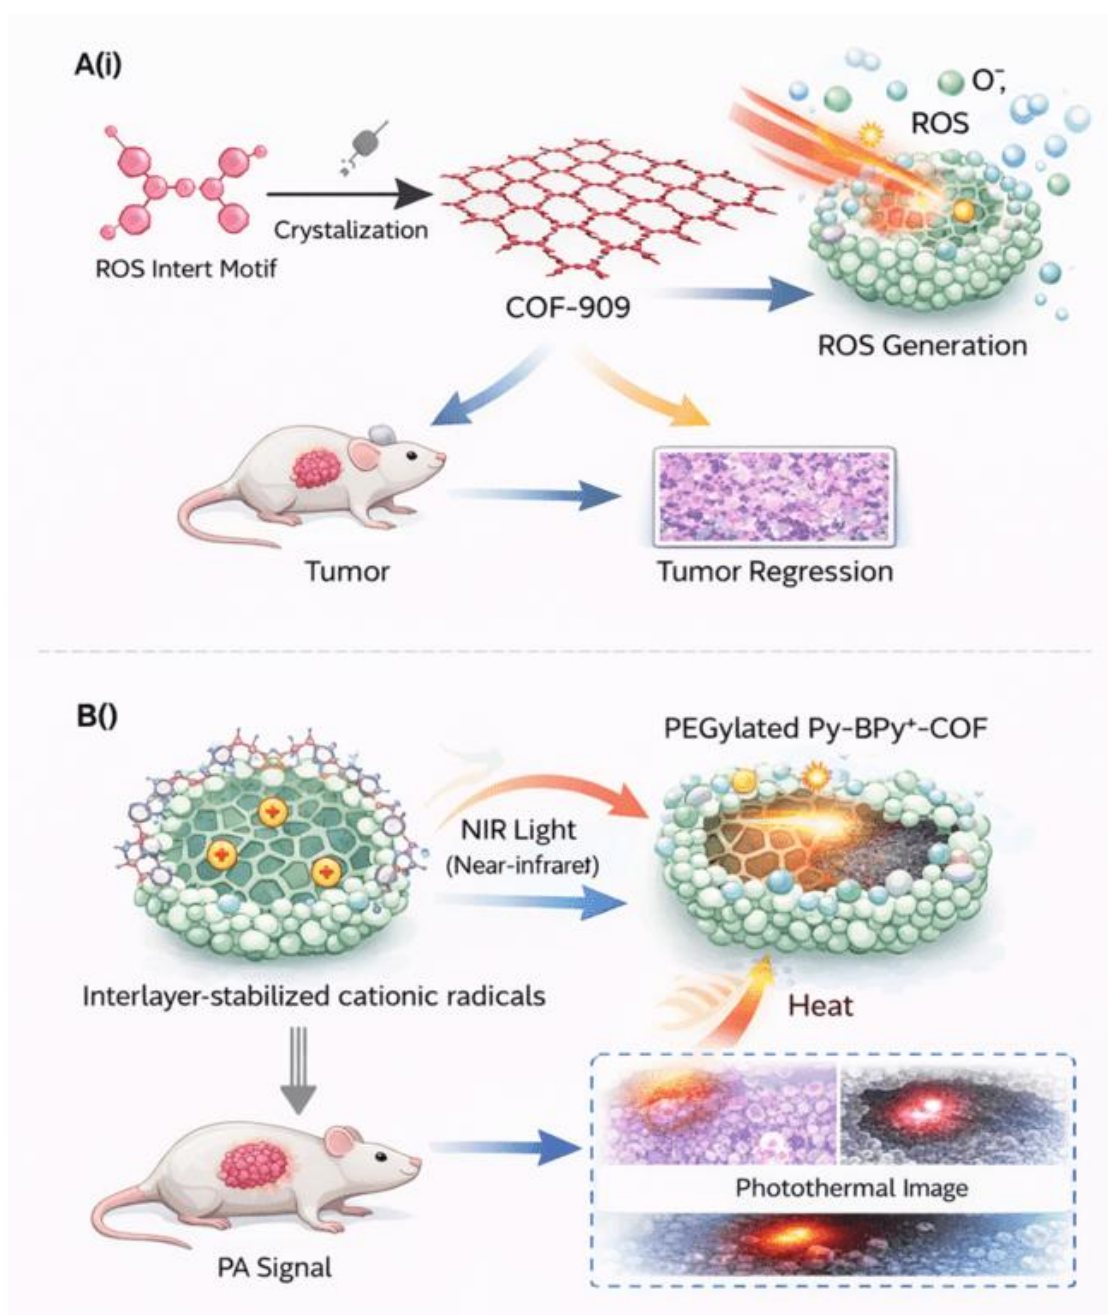 A(i)
O⁻,
ROS
Crystalization
ROS Intert Motif
COF-909
ROS Generation
Tumor
Tumor Regression
B()
PEGylated Py-BPy⁺-COF
NIR Light
(Near-infraret)
Interlayer-stabilized cationic radicals
Heat
Photothermal Image
PA Signal